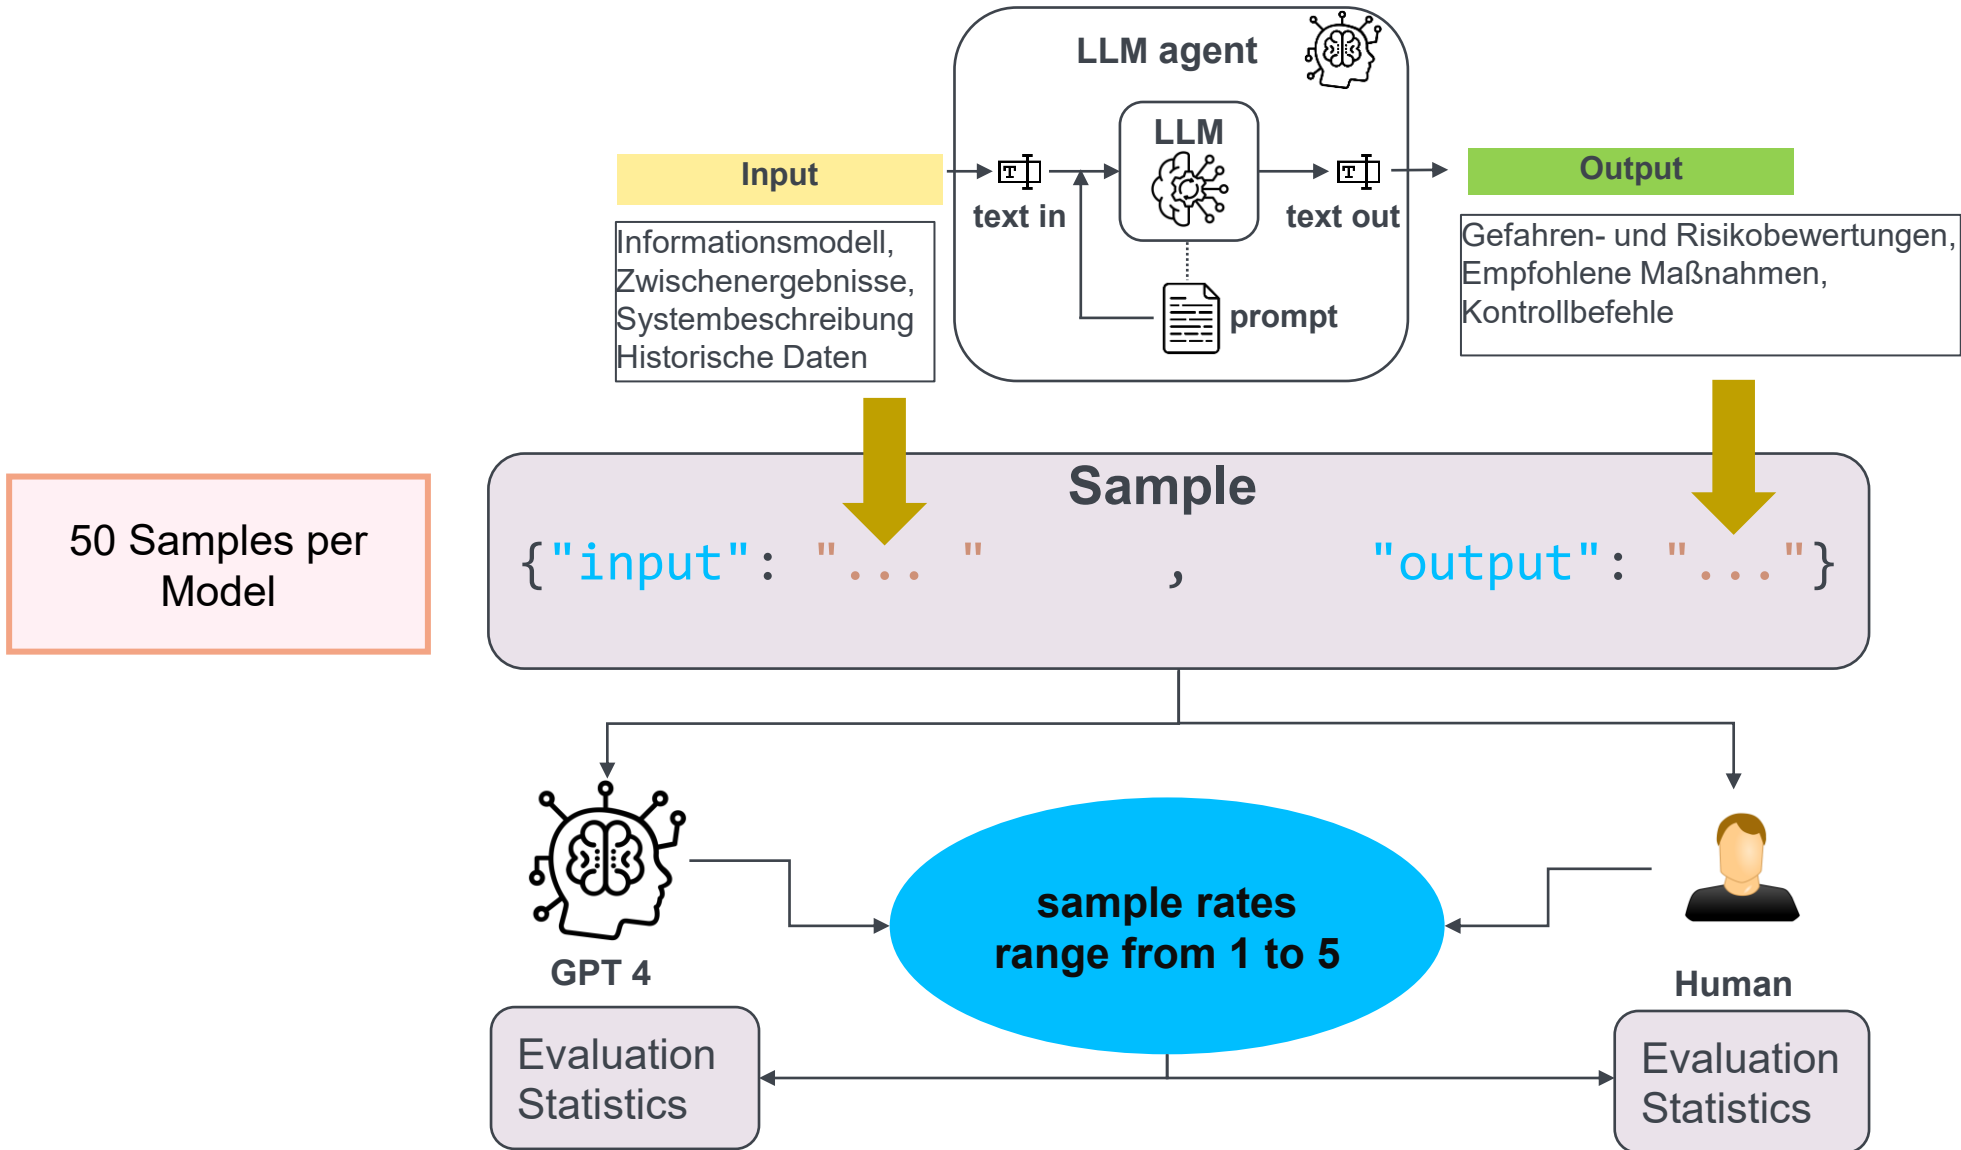 LLM agent
LLM
Input
text in
text out
Output
Informationsmodell,
Zwischenergebnisse,
Systembeschreibung
Historische Daten
prompt
Gefahren- und Risikobewertungen,
Empfohlene Maßnahmen,
Kontrollbefehle
50 Samples per
Model
Sample
{"input": "... " , "output": "..."}
sample rates
range from 1 to 5
GPT 4
Human
Evaluation
Statistics
Evaluation
Statistics